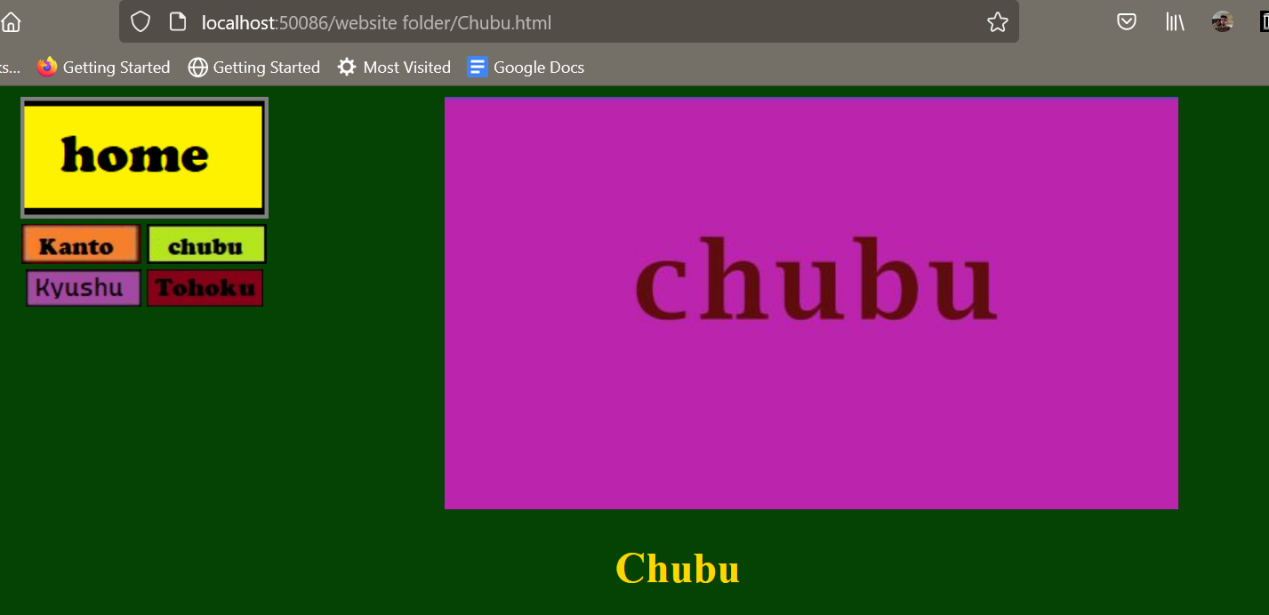 localhost:50086/website folder/Chubu.html
s... Getting Started Getting Started Most Visited Google Docs
home
Kanto chubu
Kyushu Tohoku
chubu
Chubu